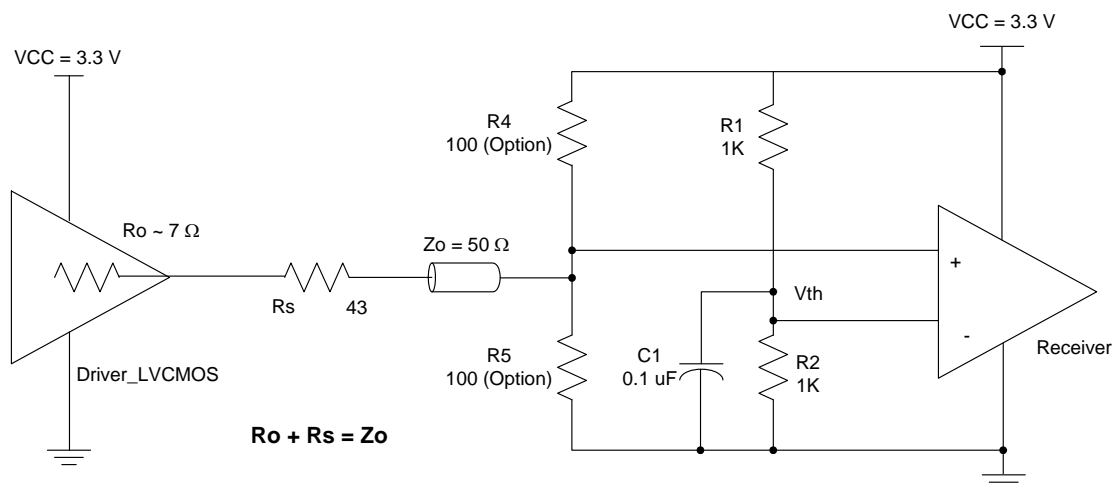 VCC = 3.3 V
VCC = 3.3 V
R4
100 (Option)
R1
1K
Ro ~ 7 Ω
Zo = 50 Ω
+
Rs
43
Vth
-
Receiver
R5
100 (Option)
C1
0.1 uF
R2
1K
Driver_LVCMOS
Ro + Rs = Zo